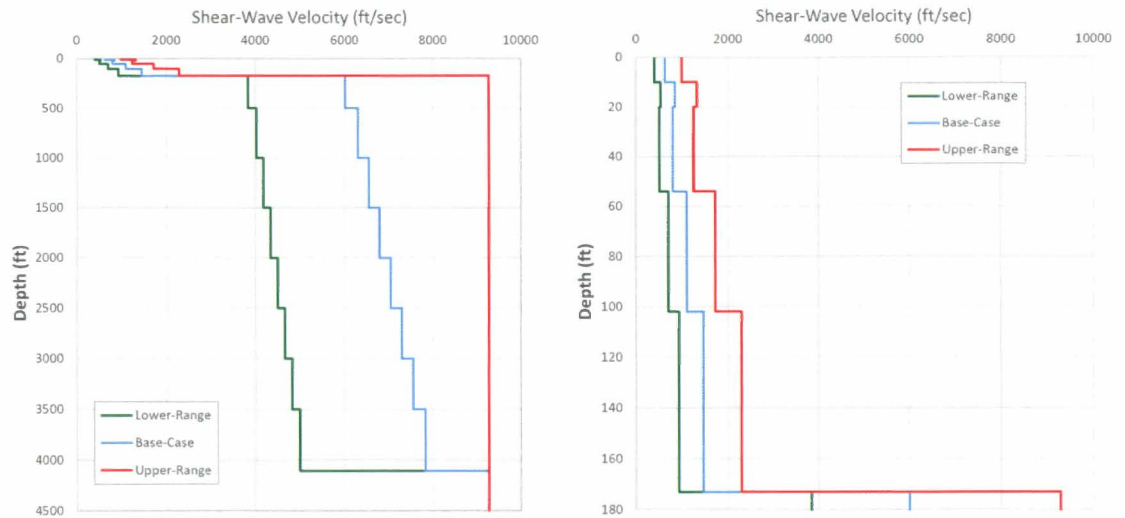 Shear-Wave Velocity (ft/sec)
0 2000 4000 6000 8000 10000
0
500
1000
1500
2000
2500
3000
3500
4000
4500
Depth (ft)
Lower-Range
Base-Case
Upper-Range
Shear-Wave Velocity (ft/sec)
0 2000 4000 6000 8000 10000
0
20
40
60
80
100
120
140
160
180
Depth (ft)
Lower-Range
Base-Case
Upper-Range